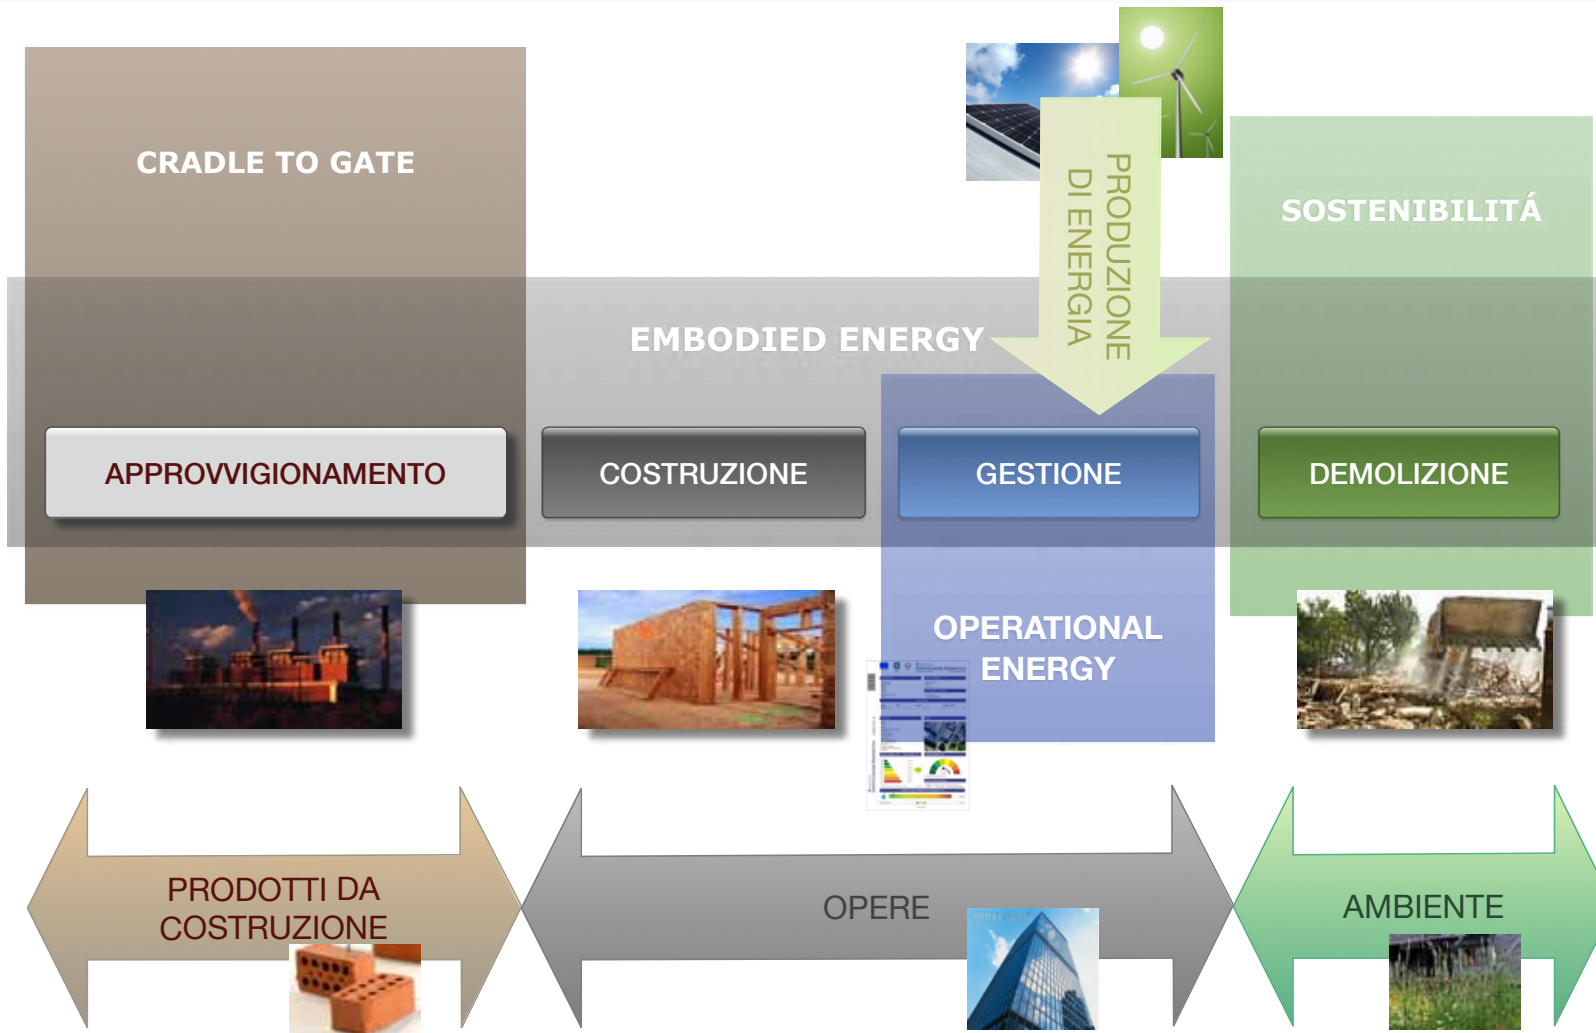 CRADLE TO GATE
PRODUZIONE
DI ENERGIA
SOSTENIBILITÁ
EMBODIED ENERGY
APPROVVIGIONAMENTO
COSTRUZIONE
GESTIONE
DEMOLIZIONE
OPERATIONAL
ENERGY
PRODOTTI DA
COSTRUZIONE
OPERE
AMBIENTE